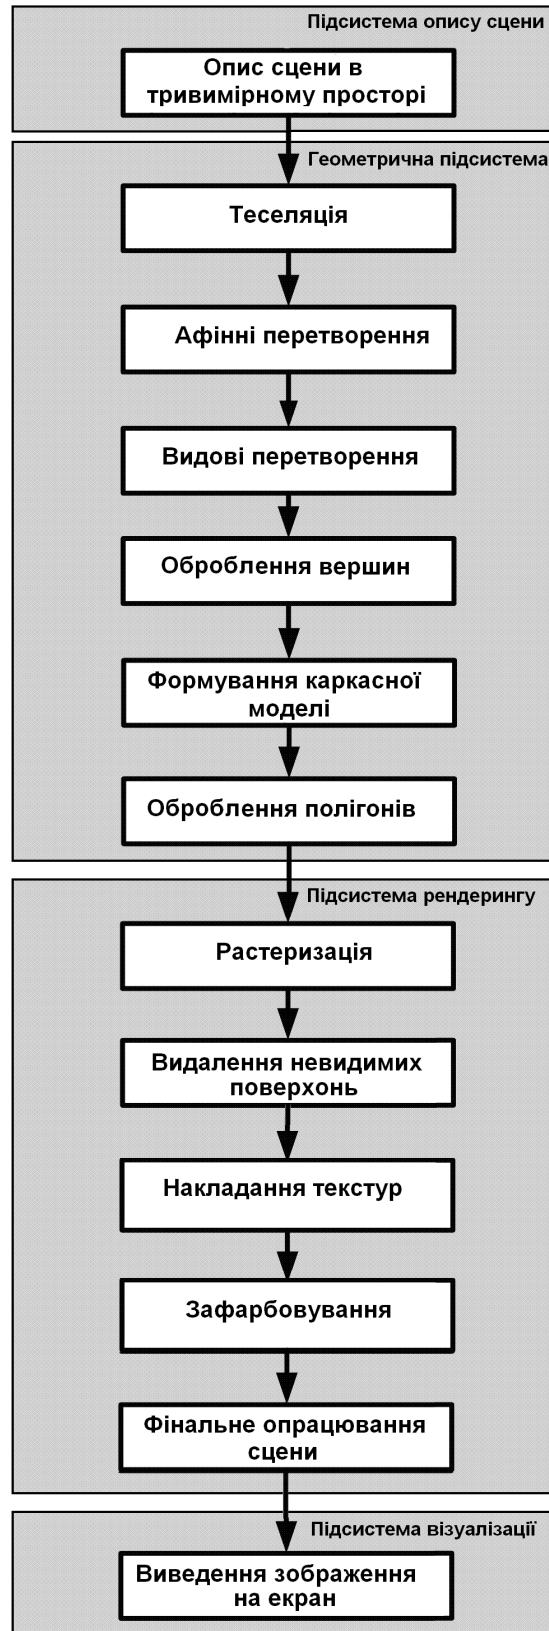 Підсистема опису сцени
Опис сцени в
тривимірному просторі
Геометрична підсистема
Теселяція
Афінні перетворення
Видові перетворення
Оброблення вершин
Формування каркасної
моделі
Оброблення полігонів
Підсистема рендерингу
Растеризація
Видалення невидимих
поверхонь
Накладання текстур
Зафарбовування
Фінальне опрацювання
сцени
Підсистема візуалізації
Виведення зображення
на екран